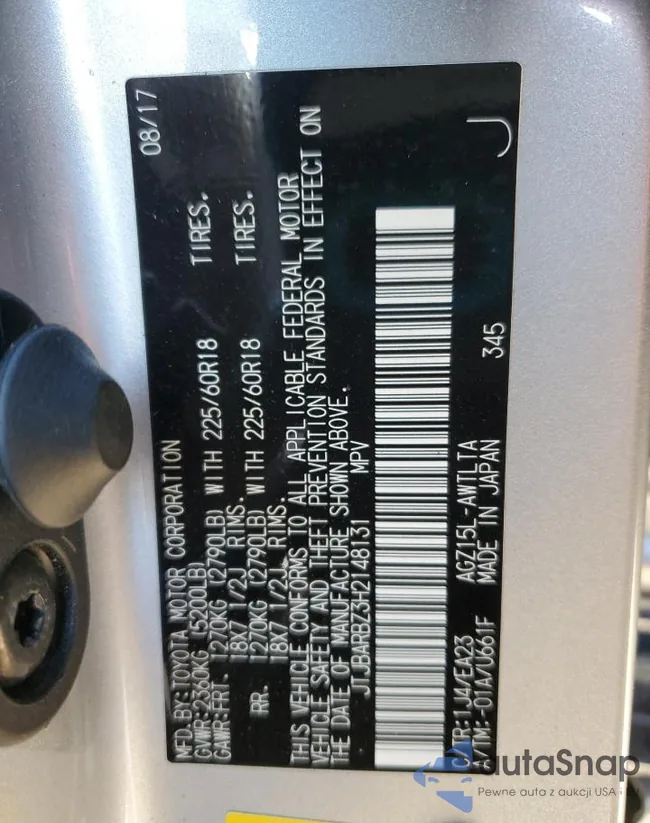 MFD.BY:TOYOTA MOTOR CORPORATION 08/17
GVWR:2360KG (5200LB)
GAWR:FRT. 1270KG (2790LB) WITH 225/60R18 TIRES.
18X7 1/2J RIMS.
RR. 1270KG (2790LB) WITH 225/60R18 TIRES.
18X7 1/2J RIMS.
THIS VEHICLE CONFORMS TO ALL APPLICABLE FEDERAL MOTOR
VEHICLE SAFETY AND THEFT PREVENTION STANDARDS IN EFFECT ON
THE DATE OF MANUFACTURE SHOWN ABOVE.
JTJBARBZ3H2148131 MPV
C/TR:1J4/EA23 AGZ15L-AWTLTA 345 J
A/TM:-01A/U661F MADE IN JAPAN
autaSnap
Pewne auta z aukcji USA i